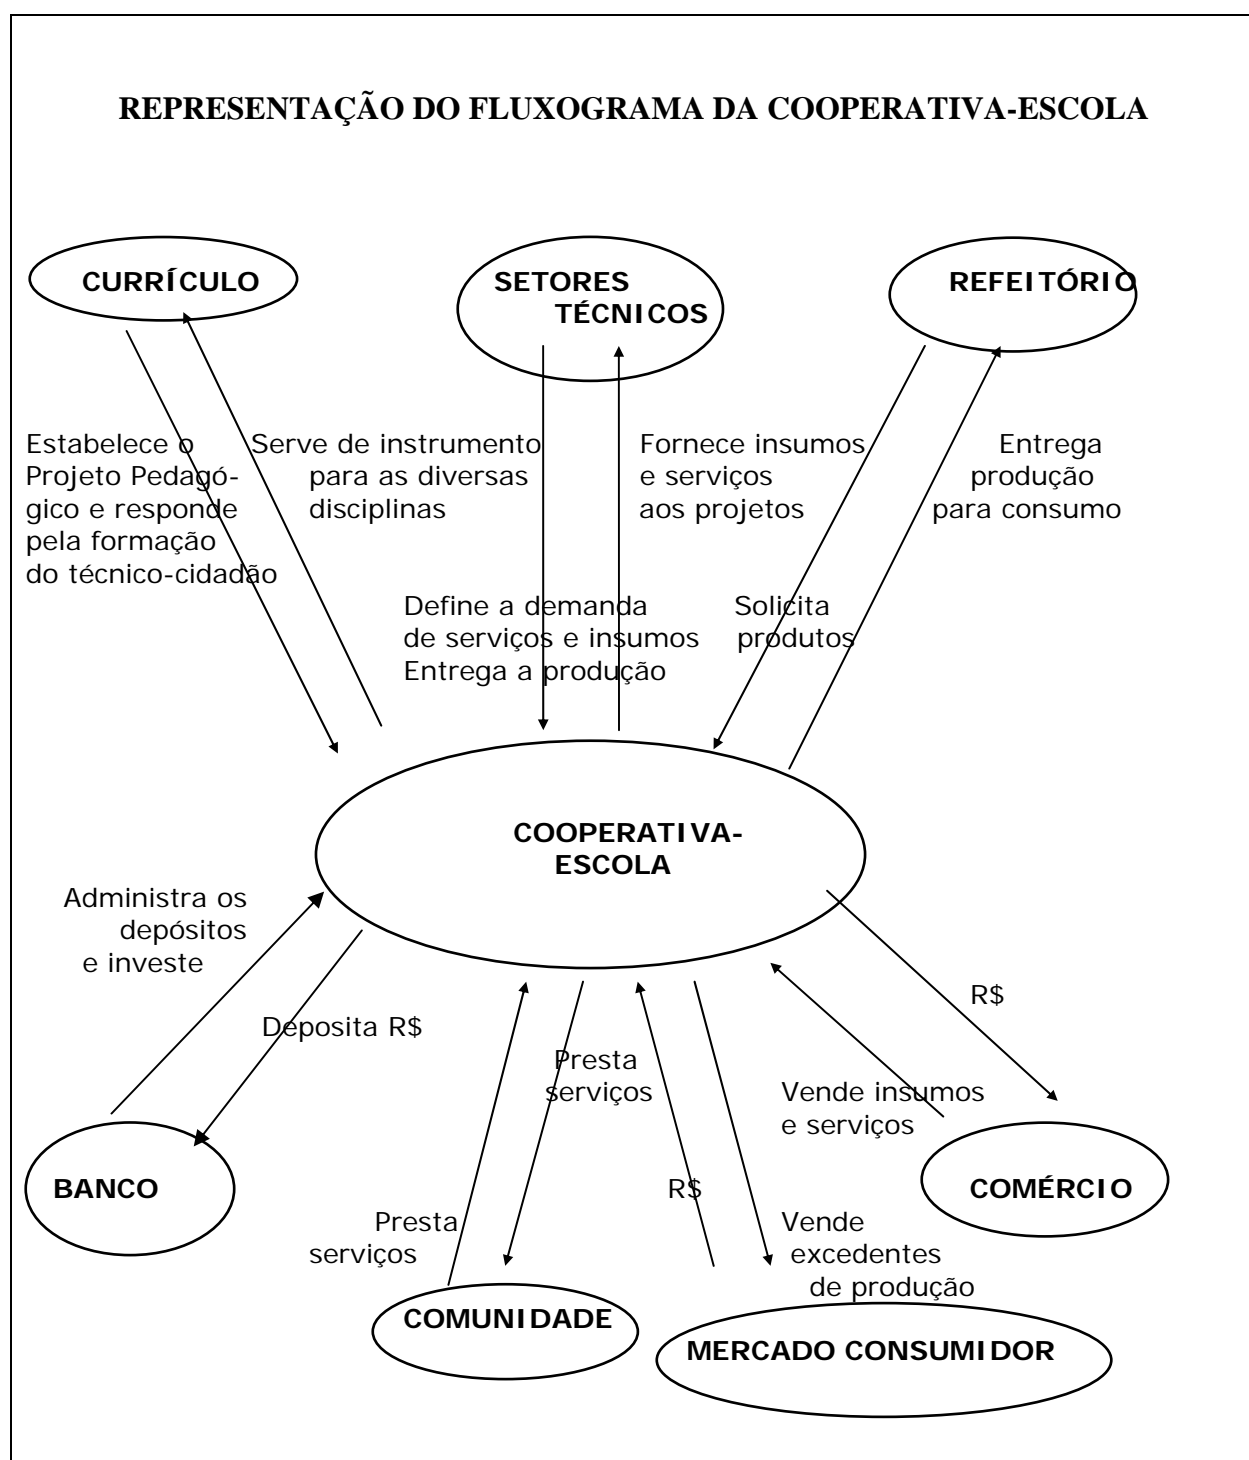 REPRESENTAÇÃO DO FLUXOGRAMA DA COOPERATIVA-ESCOLA
CURRÍCULO
SETORES
TÉCNICOS
REFEITÓRIO
Estabelece o
Projeto Pedagó-
gico e responde
pela formação
do técnico-cidadão
Serve de instrumento
para as diversas
disciplinas
Fornece insumos
e serviços
aos projetos
Entrega
produção
para consumo
Define a demanda
de serviços e insumos
Entrega a produção
Solicita
produtos
COOPERATIVA-
ESCOLA
Administra os
depósitos
e investe
Deposita R$
Presta
serviços
R$
Vende insumos
e serviços
BANCO
Presta
serviços
R$
Vende
excedentes
de produção
COMÉRCIO
COMUNIDADE
MERCADO CONSUMIDOR